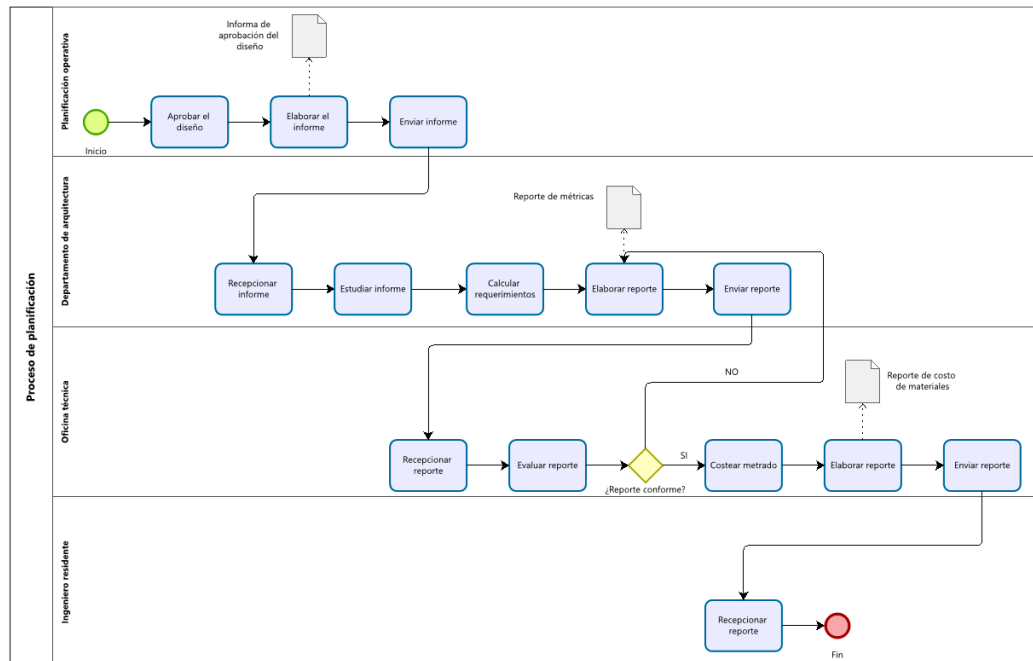 Proceso de planificación
Planificación operativa
Informa de
aprobación del
diseño
Inicio
Aprobar el
diseño
Elaborar el
informe
Enviar informe
Departamento de arquitectura
Reporte de métricas
Recepcionar
informe
Estudiar informe
Calcular
requerimientos
Elaborar reporte
Enviar reporte
Oficina técnica
NO
Reporte de costo
de materiales
Recepcionar
reporte
Evaluar reporte
¿Reporte conforme?
SI
Costear metrado
Elaborar reporte
Enviar reporte
Ingeniero residente
Recepcionar
reporte
Fin